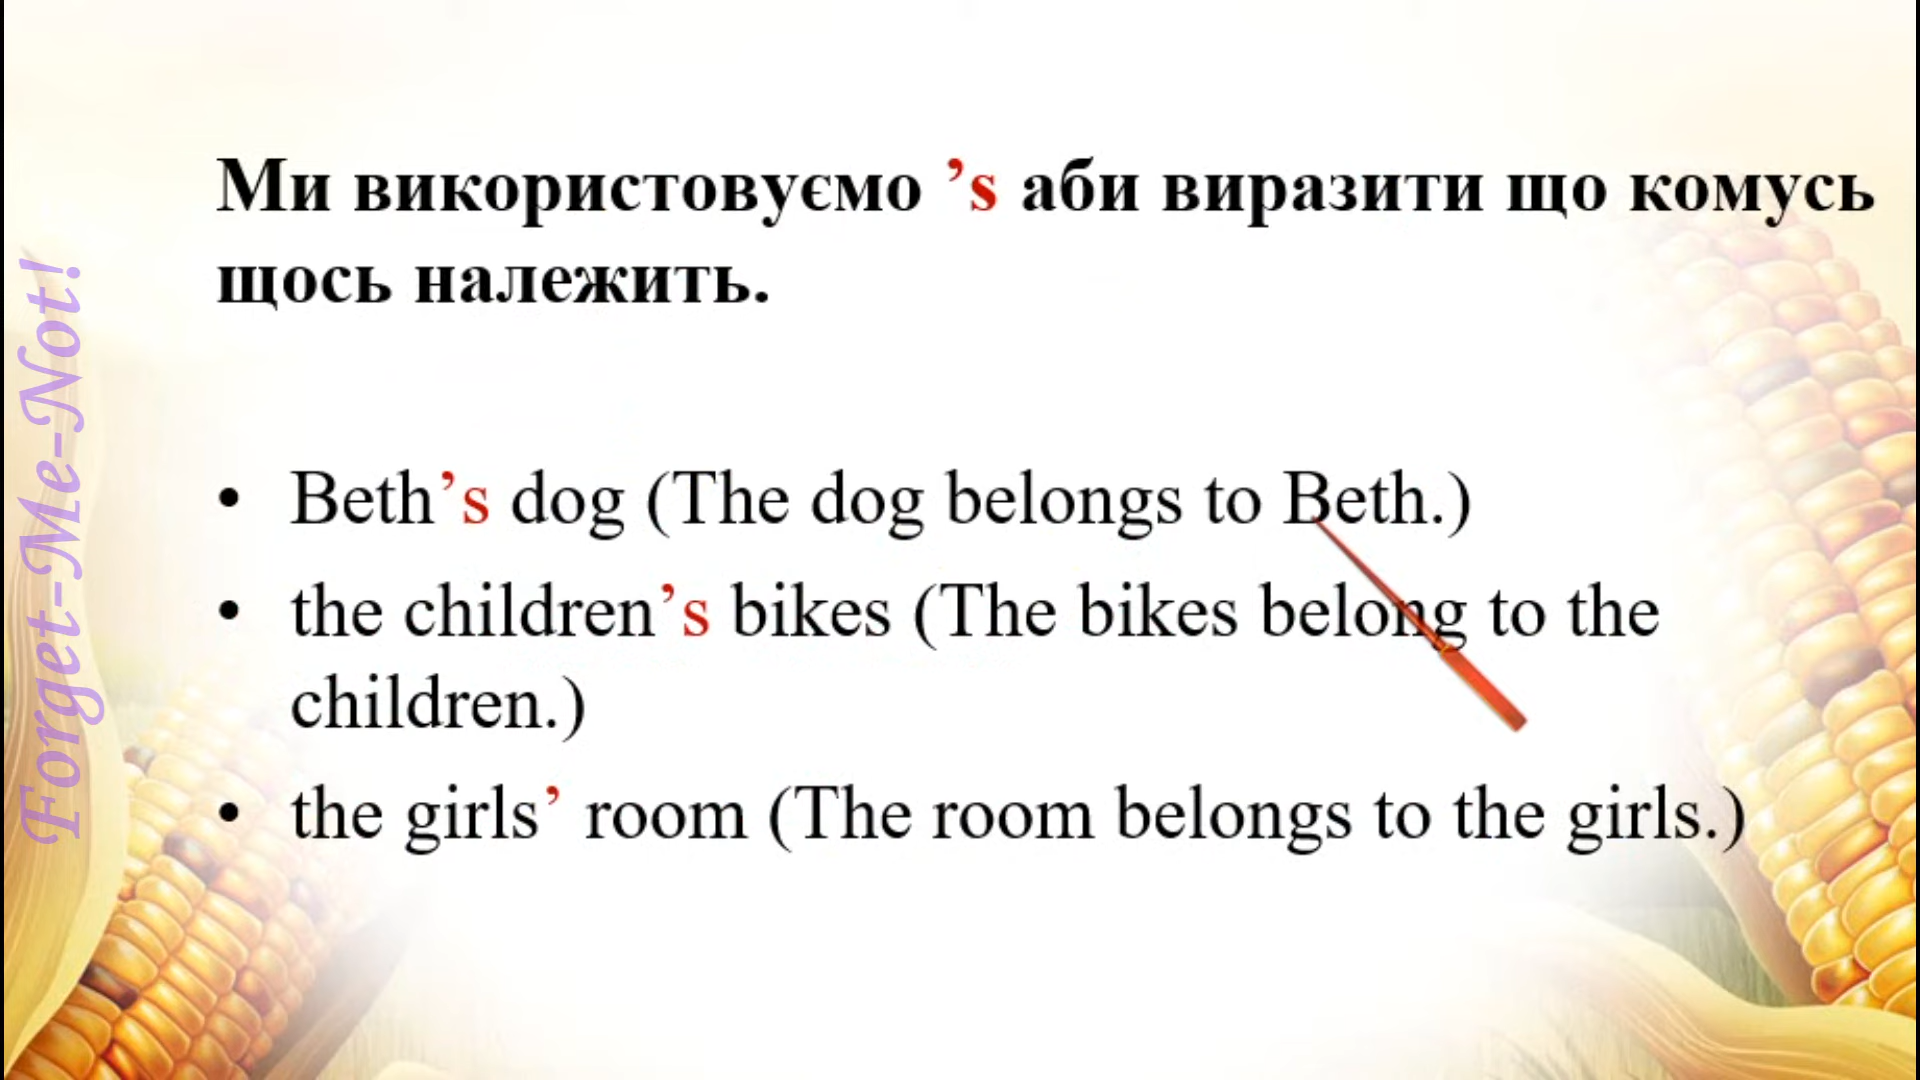 Ми використовуємо ’s аби виразити що комусь
щось належить.
• Beth’s dog (The dog belongs to Beth.)
• the children’s bikes (The bikes belong to the
children.)
• the girls’ room (The room belongs to the girls.)
Forget-Me-Not!